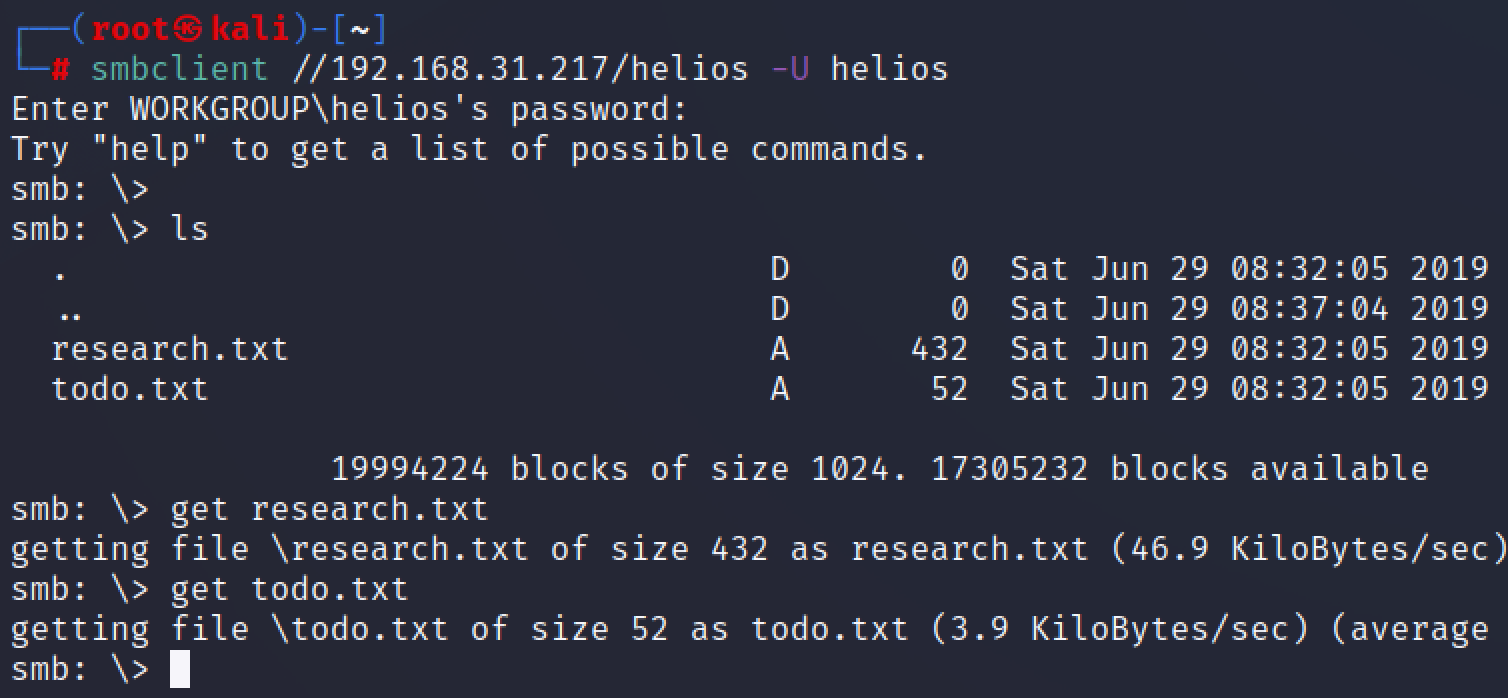 ┌──(root㉿kali)-[~]
└─# smbclient //192.168.31.217/helios -U helios
Enter WORKGROUP\helios's password:
Try "help" to get a list of possible commands.
smb: \>
smb: \> ls
  .                                   D        0  Sat Jun 29 08:32:05 2019
  ..                                  D        0  Sat Jun 29 08:37:04 2019
  research.txt                        A      432  Sat Jun 29 08:32:05 2019
  todo.txt                            A       52  Sat Jun 29 08:32:05 2019
                19994224 blocks of size 1024. 17305232 blocks available
smb: \> get research.txt
getting file \research.txt of size 432 as research.txt (46.9 KiloBytes/sec)
smb: \> get todo.txt
getting file \todo.txt of size 52 as todo.txt (3.9 KiloBytes/sec) (average
smb: \>